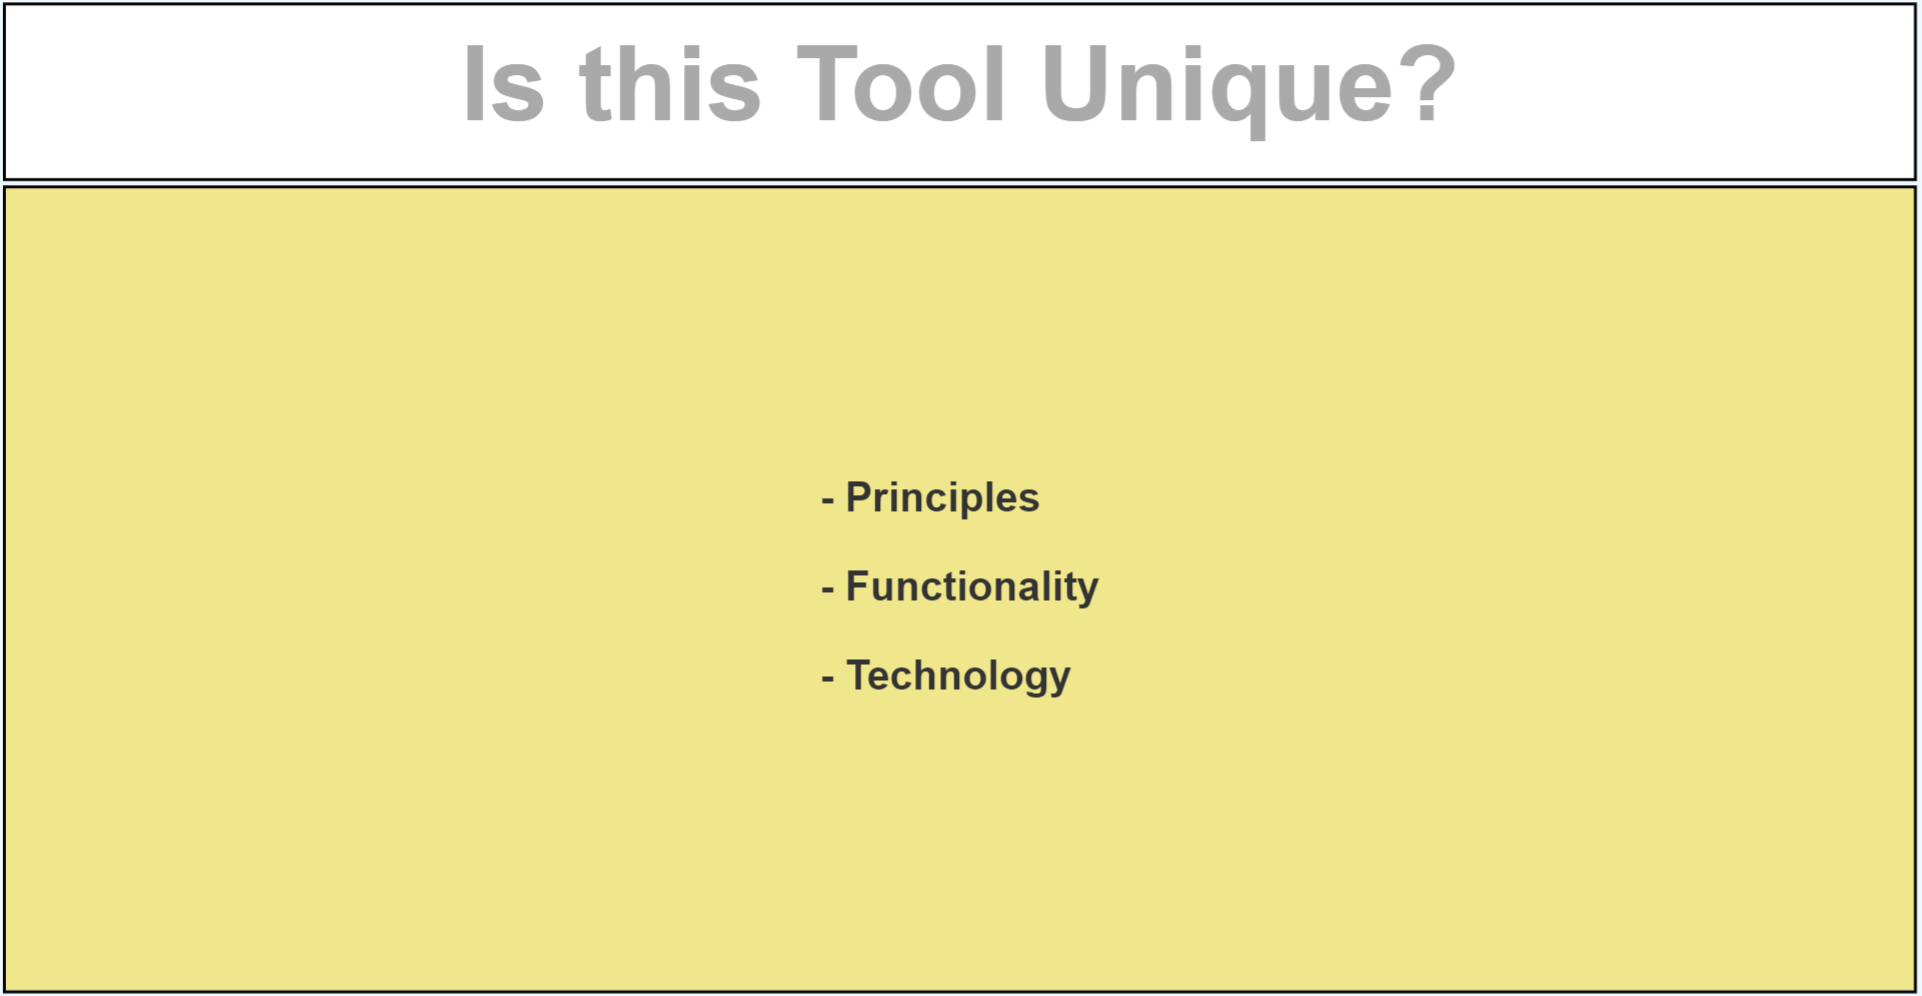 Is this Tool Unique?
- Principles
- Functionality
- Technology